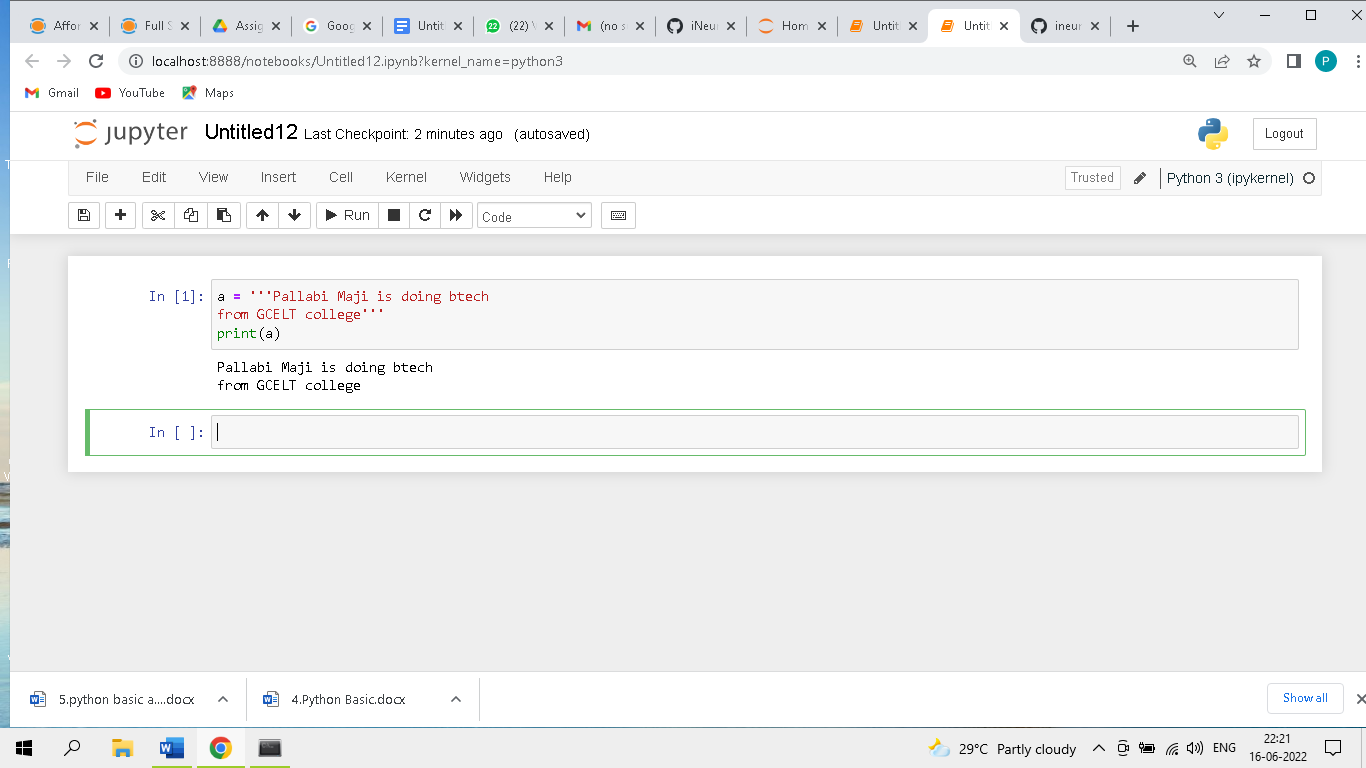 Affor
Full S
Assig
Goog
Untit
(22) V
(no s
iNeur
Hom
Untit
Untit
ineur
localhost:8888/notebooks/Untitled12.ipynb?kernel_name=python3
P
Gmail YouTube Maps
jupyter Untitled12 Last Checkpoint: 2 minutes ago (autosaved)
Logout
File Edit View Insert Cell Kernel Widgets Help
Trusted Python 3 (ipykernel)
Run Code
In [1]: a = '''Pallabi Maji is doing btech
from GCELT college'''
print(a)
Pallabi Maji is doing btech
from GCELT college
In [ ]:
5.python basic a....docx 4.Python Basic.docx Show all
29°C Partly cloudy ENG 22:21
16-06-2022